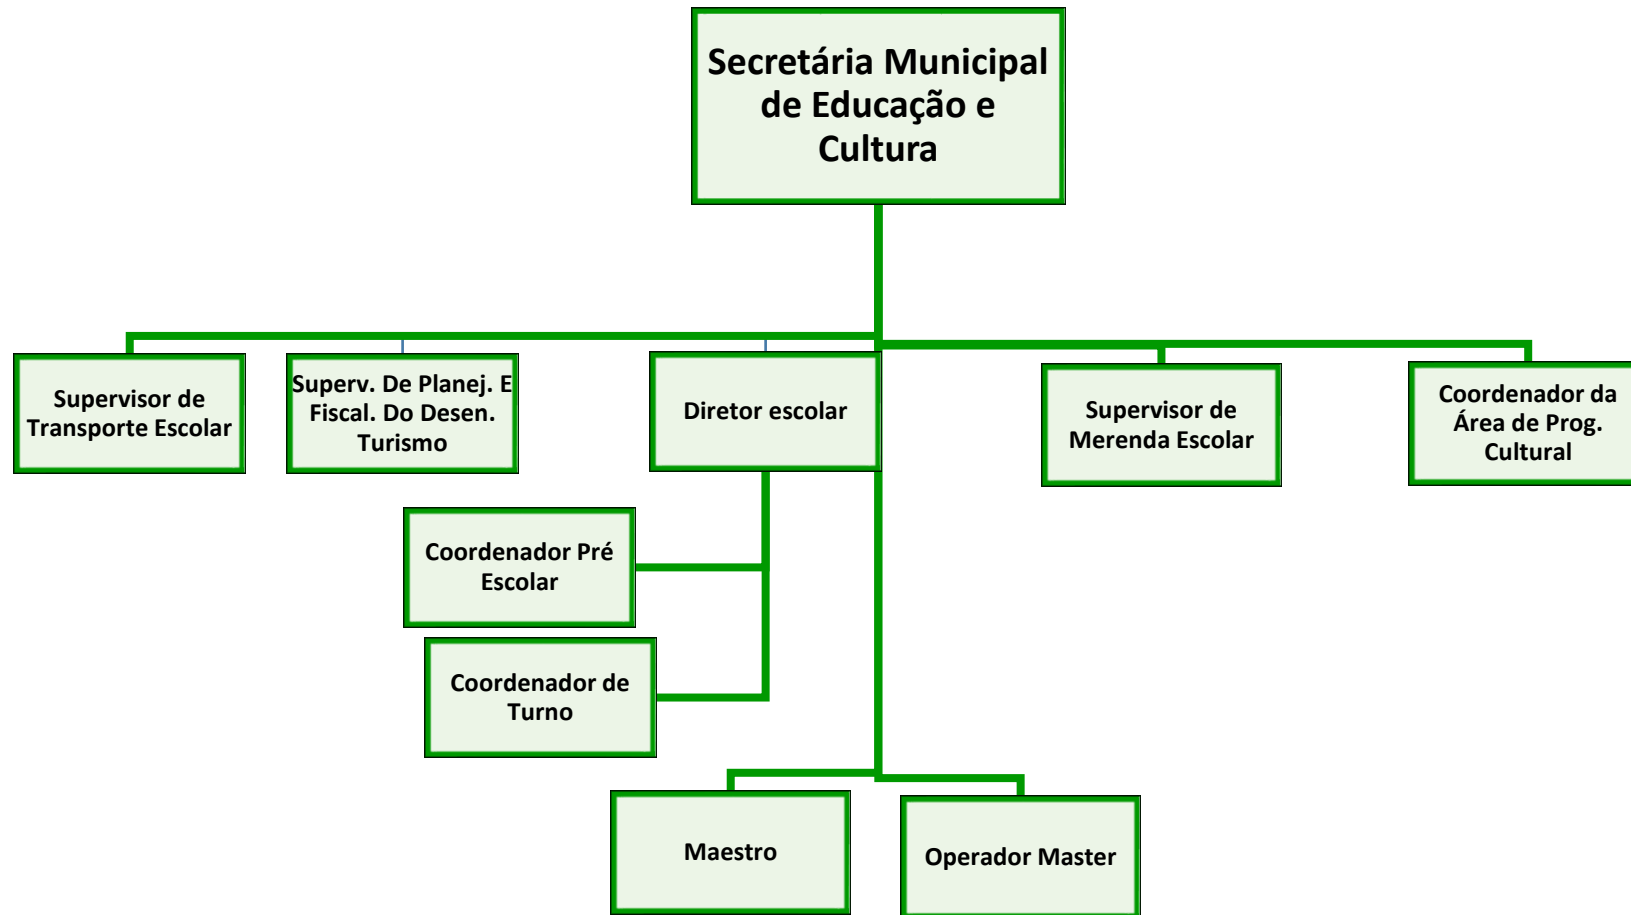 Secretária Municipal
de Educação e
Cultura
Supervisor de
Transporte Escolar
Superv. De Planej. E
Fiscal. Do Desen.
Turismo
Diretor escolar
Supervisor de
Merenda Escolar
Coordenador da
Área de Prog.
Cultural
Coordenador Pré
Escolar
Coordenador de
Turno
Maestro
Operador Master